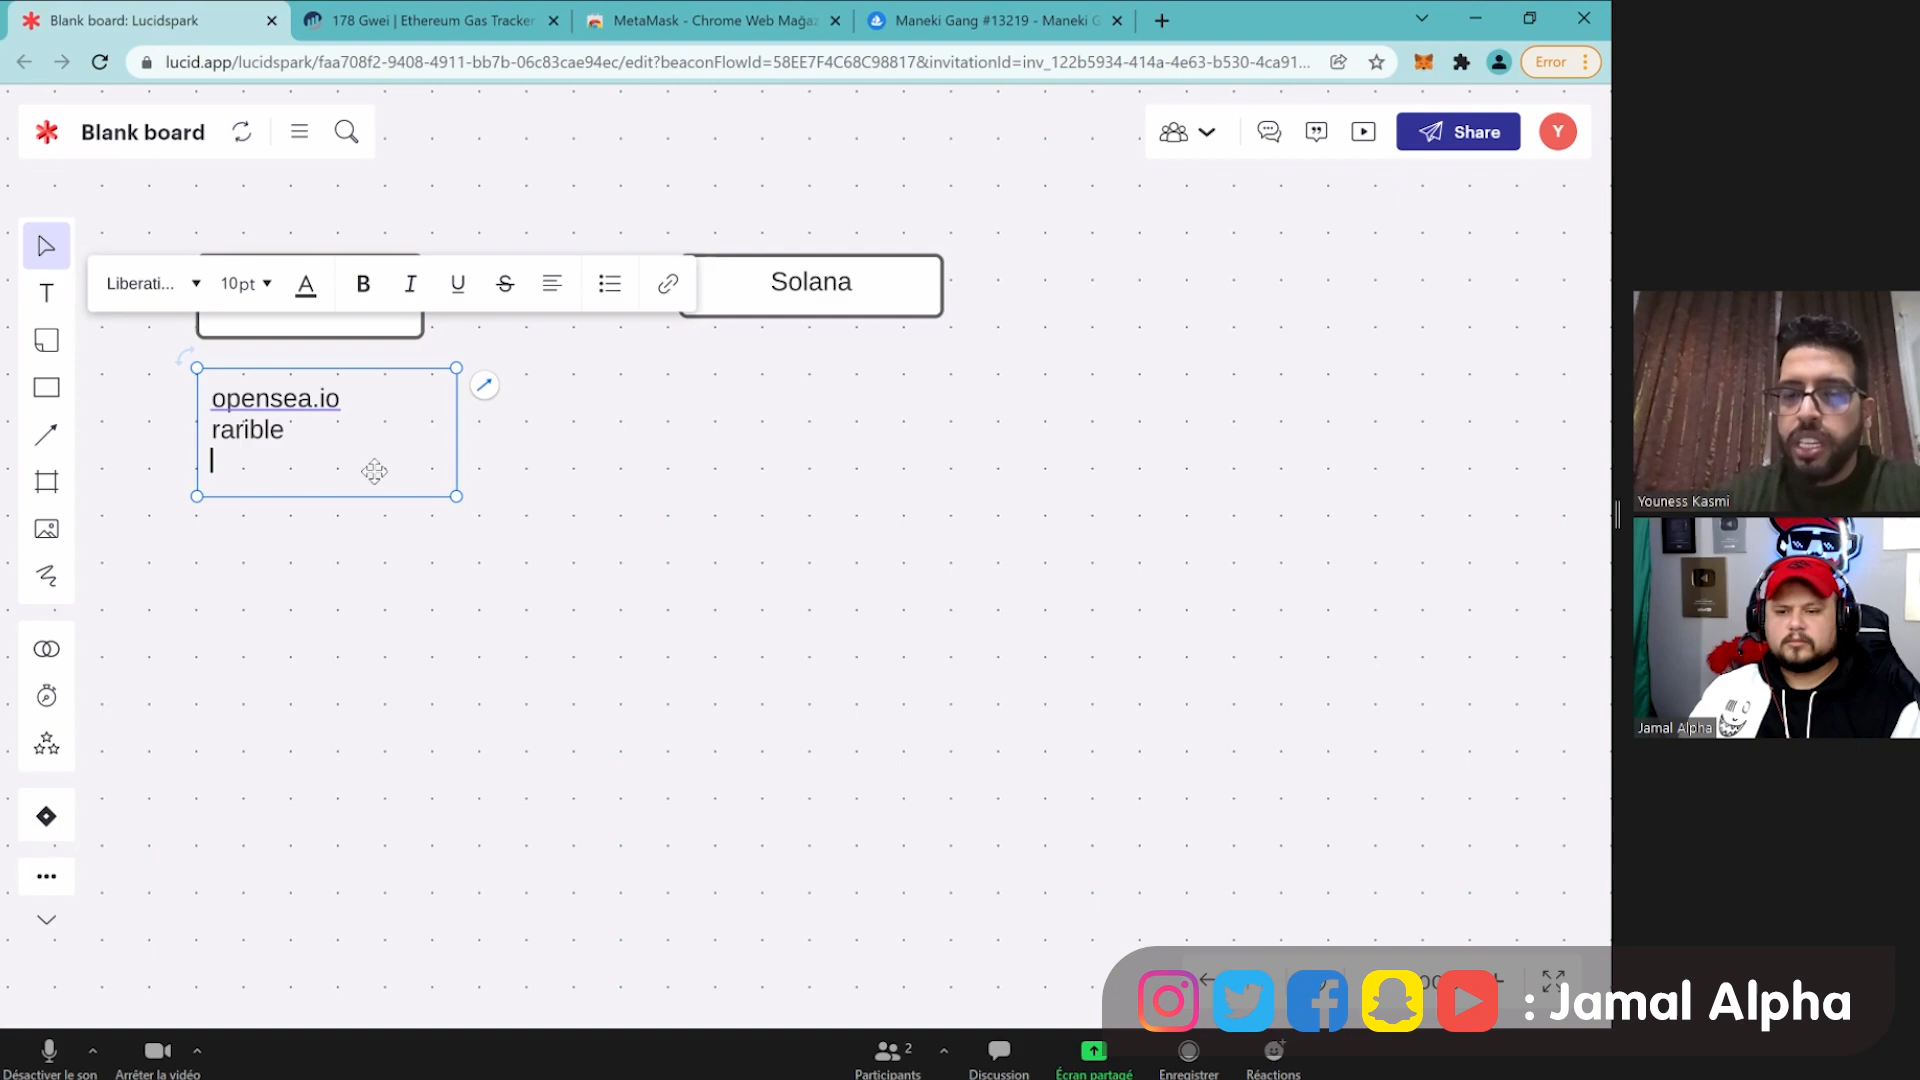 Blank board: Lucidspark
178 Gwei | Ethereum Gas Tracker
MetaMask - Chrome Web Mağaz
Maneki Gang #13219 - Maneki G
lucid.app/lucidspark/faa708f2-9408-4911-bb7b-06c83cae94ec/edit?beaconFlowId=58EE7F4C68C98817&invitationId=inv_122b5934-414a-4e63-b530-4ca91...
Error
Blank board
Share
Y
Liberati...
10pt
A
B
I
U
S
Solana
T
opensea.io
rarible
Youness Kasmi
Jamal Alpha
: Jamal Alpha
Désactiver le son
Arrêter la vidéo
2
Participants
Discussion
Écran partagé
Enregistrer
Réactions